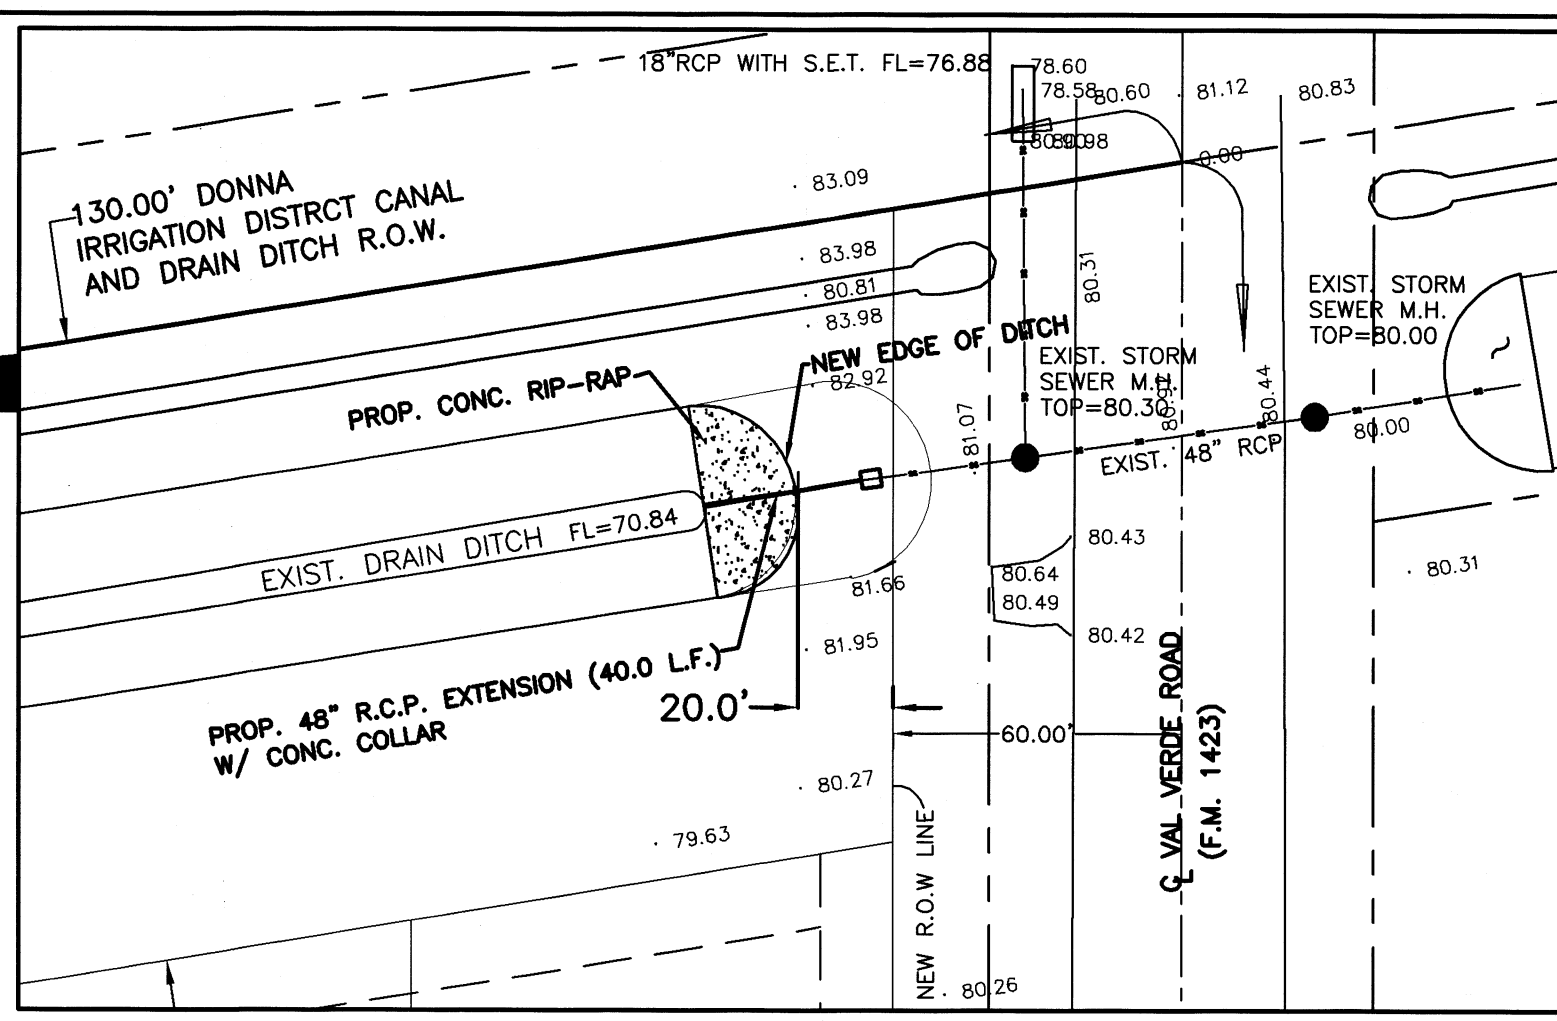 18"RCP WITH S.E.T. FL=76.88
78.60
78.58
80.60
81.12
80.83
80.98
0.00
130.00' DONNA
IRRIGATION DISTRCT CANAL
AND DRAIN DITCH R.O.W.
83.09
83.98
80.81
83.98
80.31
EXIST. STORM
SEWER M.H.
TOP=80.00
NEW EDGE OF DITCH
82.92
EXIST. STORM
SEWER M.H.
TOP=80.30
PROP. CONC. RIP-RAP
81.07
80.44
80.00
EXIST. 48" RCP
EXIST. DRAIN DITCH FL=70.84
80.43
80.64
80.49
80.42
80.31
81.66
81.95
PROP. 48" R.C.P. EXTENSION (40.0 L.F.)
W/ CONC. COLLAR
20.0'
60.00'
℄ VAL VERDE ROAD
(F.M. 1423)
80.27
79.63
NEW R.O.W LINE
80.26